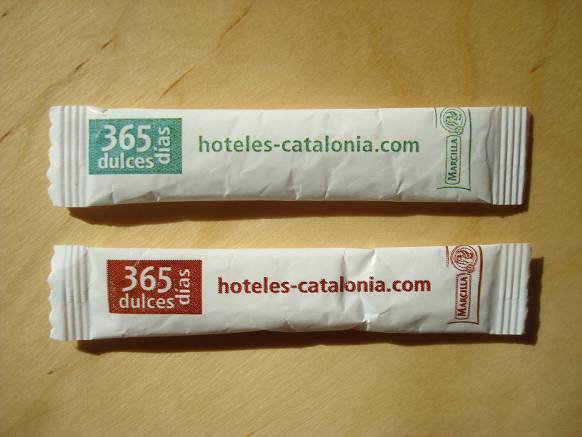 365
dulces
días
hoteles-catalonia.com
MARCILLA
365
dulces
días
hoteles-catalonia.com
MARCILLA